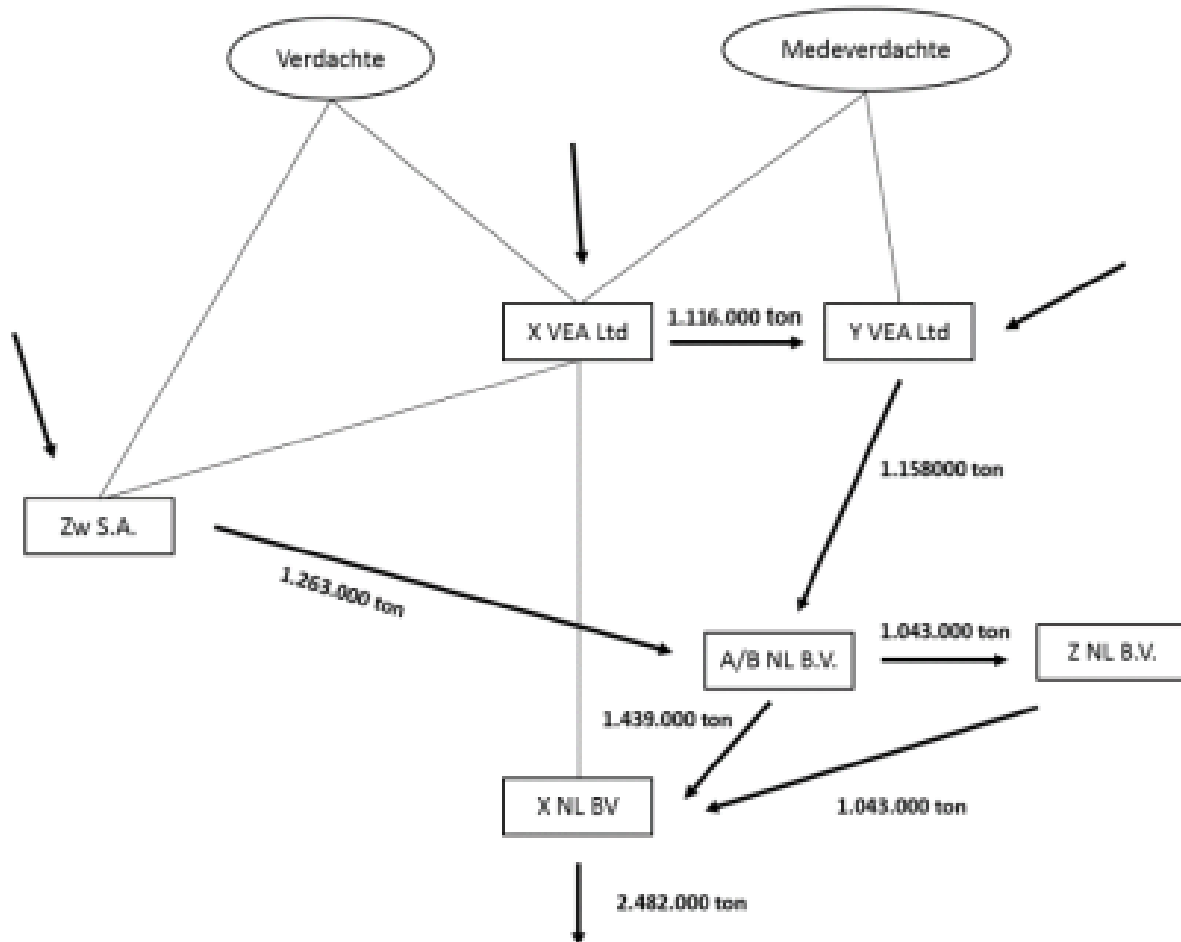 Verdachte
Medeverdachte
X VEA Ltd
1.116.000 ton
Y VEA Ltd
1.158000 ton
Zw S.A.
1.263.000 ton
A/B NL B.V.
1.043.000 ton
Z NL B.V.
1.439.000 ton
X NL BV
1.043.000 ton
2.482.000 ton